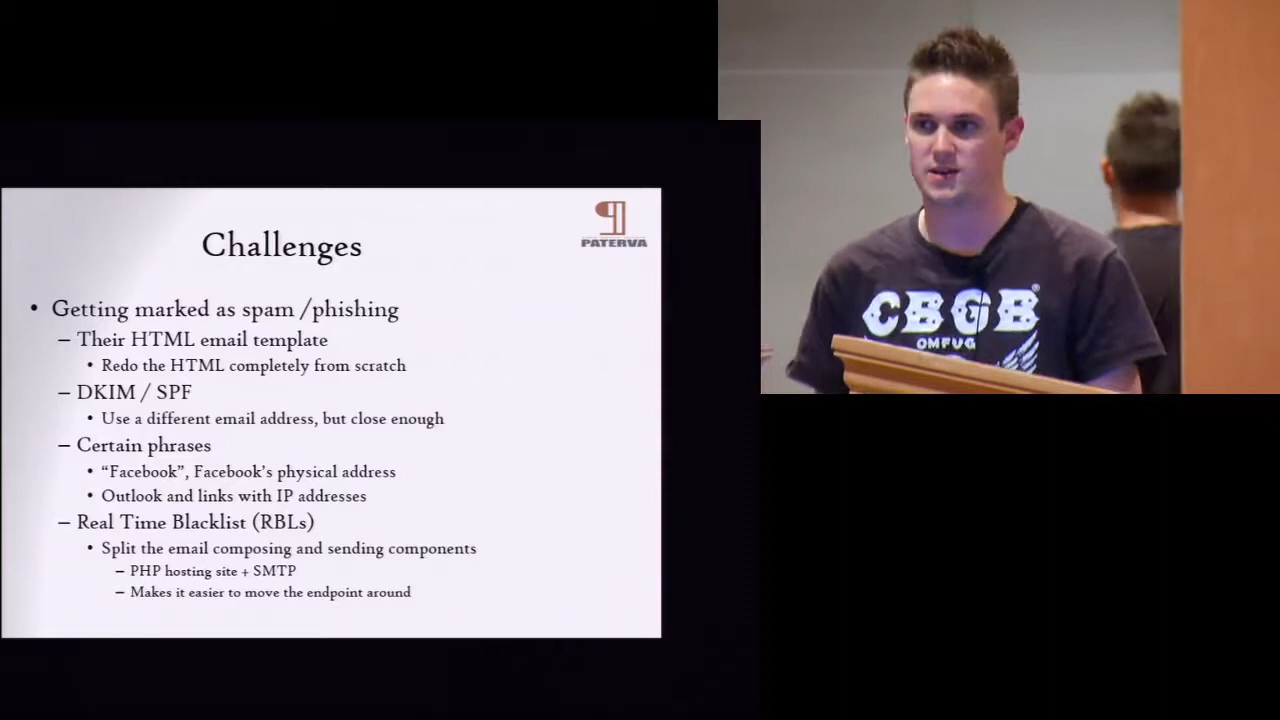 PATERVA
Challenges
• Getting marked as spam /phishing
– Their HTML email template
• Redo the HTML completely from scratch
– DKIM / SPF
• Use a different email address, but close enough
– Certain phrases
• “Facebook”, Facebook’s physical address
• Outlook and links with IP addresses
– Real Time Blacklist (RBLs)
• Split the email composing and sending components
– PHP hosting site + SMTP
– Makes it easier to move the endpoint around
CBGB®
OMFUG